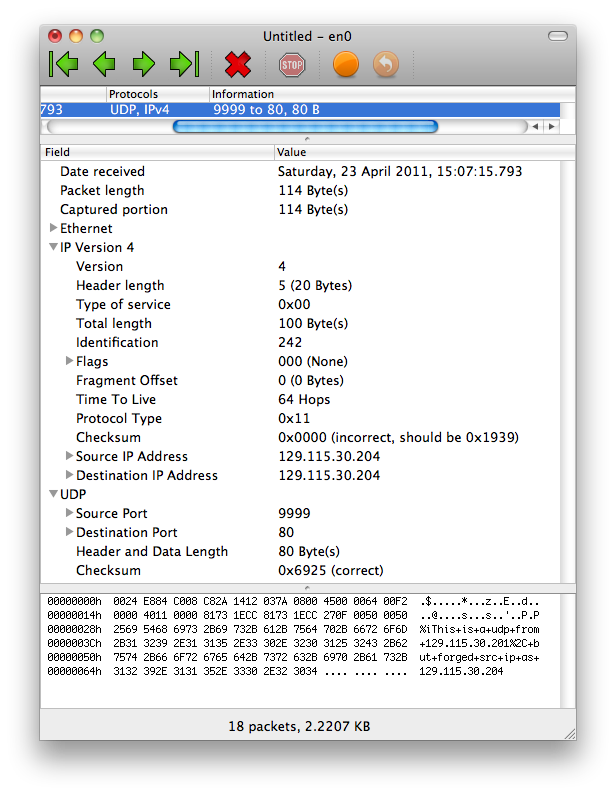 Untitled – en0
STOP
Protocols Information
793 UDP, IPv4 9999 to 80, 80 B
Field Value
Date received Saturday, 23 April 2011, 15:07:15.793
Packet length 114 Byte(s)
Captured portion 114 Byte(s)
Ethernet
IP Version 4
Version 4
Header length 5 (20 Bytes)
Type of service 0x00
Total length 100 Byte(s)
Identification 242
Flags 000 (None)
Fragment Offset 0 (0 Bytes)
Time To Live 64 Hops
Protocol Type 0x11
Checksum 0x0000 (incorrect, should be 0x1939)
Source IP Address 129.115.30.204
Destination IP Address 129.115.30.204
UDP
Source Port 9999
Destination Port 80
Header and Data Length 80 Byte(s)
Checksum 0x6925 (correct)
00000000h 0024 E884 C008 C82A 1412 037A 0800 4500 0064 00F2 .$.....*...z..E..d..
00000014h 0000 4011 0000 8173 1ECC 8173 1ECC 270F 0050 0050 ..@....s...s..'..P.P
00000028h 2569 5468 6973 2B69 732B 612B 7564 702B 6672 6F6D %iThis+is+a+udp+from
0000003Ch 2B31 3239 2E31 3135 2E33 302E 3230 3125 3243 2B62 +129.115.30.201%2C+b
00000050h 7574 2B66 6F72 6765 642B 7372 632B 6970 2B61 732B ut+forged+src+ip+as+
00000064h 3132 392E 3131 352E 3330 2E32 3034 .... .... .... 129.115.30.204
18 packets, 2.2207 KB